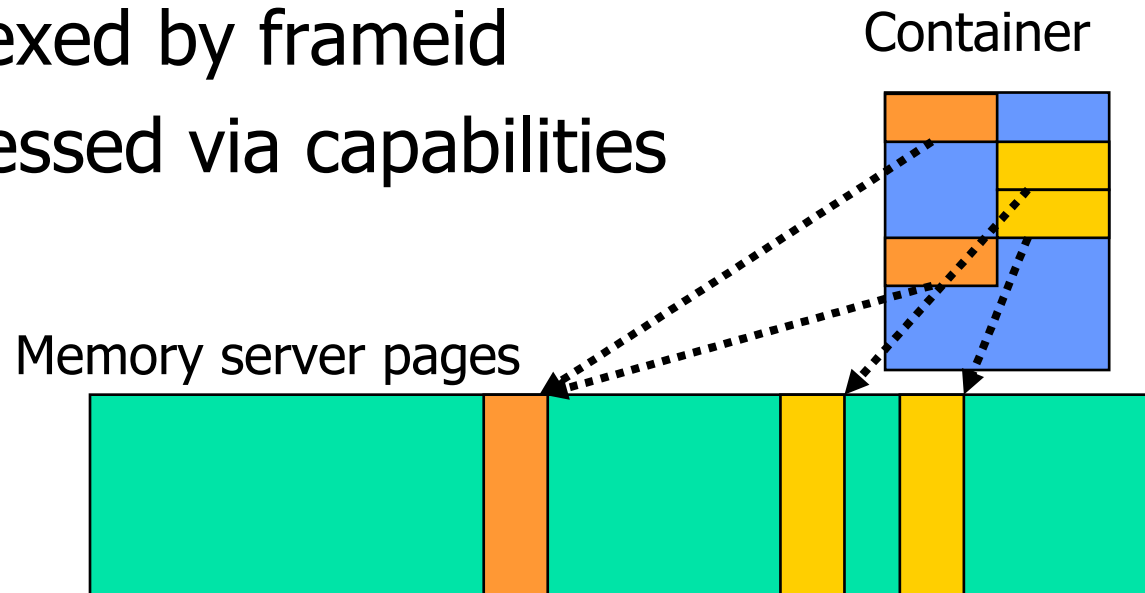 exed by frameid
Container
essed via capabilities
Memory server pages